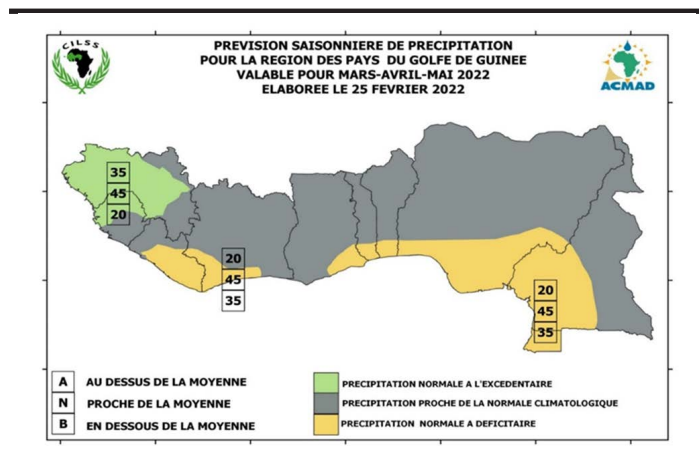 CILSS
PREVISION SAISONNIERE DE PRECIPITATION
POUR LA REGION DES PAYS DU GOLFE DE GUINEE
VALABLE POUR MARS-AVRIL-MAI 2022
ELABOREE LE 25 FEVRIER 2022
ACMAD
35
45
20
20
45
35
20
45
35
A AU DESSUS DE LA MOYENNE
N PROCHE DE LA MOYENNE
B EN DESSOUS DE LA MOYENNE
PRECIPITATION NORMALE A L'EXCEDENTAIRE
PRECIPITATION PROCHE DE LA NORMALE CLIMATOLOGIQUE
PRECIPITATION NORMALE A DEFICITAIRE